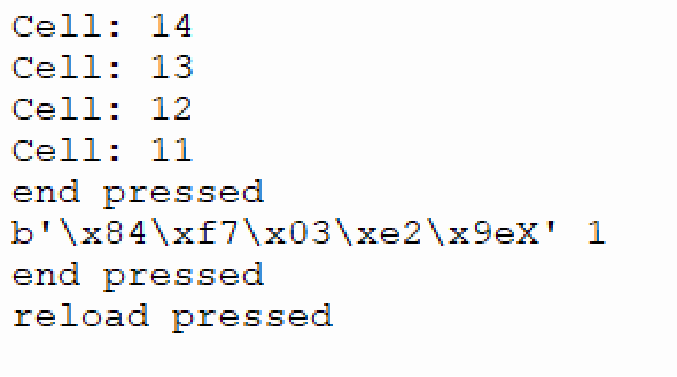 Cell: 14
Cell: 13
Cell: 12
Cell: 11
end pressed
b'\x84\xf7\x03\xe2\x9eX' 1
end pressed
reload pressed